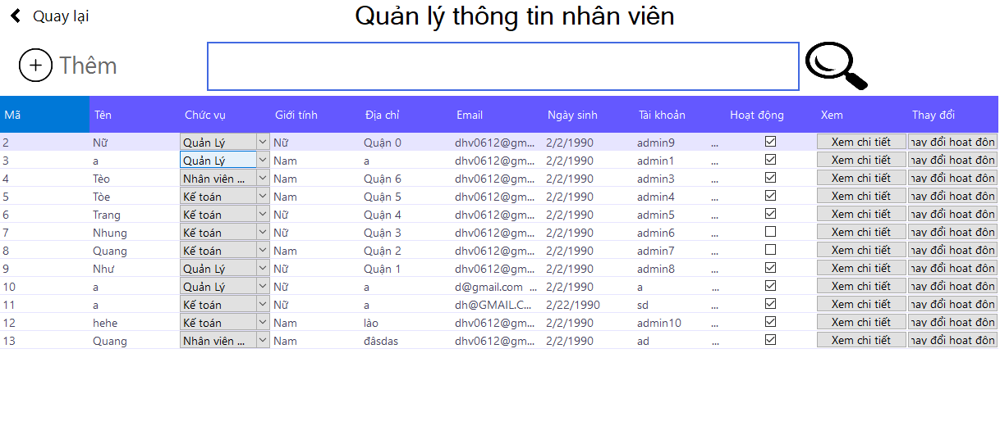 Quay lại
Quản lý thông tin nhân viên
Thêm
Mã Tên Chức vụ Giới tính Địa chỉ Email Ngày sinh Tài khoản Hoạt động Xem Thay đổi
2 Nữ Quản Lý Nữ Quận 0 dhv0612@gm... 2/2/1990 admin9 ... Xem chi tiết hay đổi hoat đôn
3 a Quản Lý Nam a dhv0612@gm... 2/2/1990 admin1 ... Xem chi tiết hay đổi hoat đôn
4 Tèo Nhân viên ... Nam Quận 6 dhv0612@gm... 2/2/1990 admin3 ... Xem chi tiết hay đổi hoat đôn
5 Tòe Kế toán Nam Quận 5 dhv0612@gm... 2/2/1990 admin4 ... Xem chi tiết hay đổi hoat đôn
6 Trang Kế toán Nữ Quận 4 dhv0612@gm... 2/2/1990 admin5 ... Xem chi tiết hay đổi hoat đôn
7 Nhung Kế toán Nữ Quận 3 dhv0612@gm... 2/2/1990 admin6 ... Xem chi tiết hay đổi hoat đôn
8 Quang Kế toán Nam Quận 2 dhv0612@gm... 2/2/1990 admin7 ... Xem chi tiết hay đổi hoat đôn
9 Như Quản Lý Nữ Quận 1 dhv0612@gm... 2/2/1990 admin8 ... Xem chi tiết hay đổi hoat đôn
10 a Quản Lý Nữ a d@gmail.com ... 2/2/1990 a ... Xem chi tiết hay đổi hoat đôn
11 a Kế toán Nữ a dh@GMAIL.C... 2/22/1990 sd ... Xem chi tiết hay đổi hoat đôn
12 hehe Kế toán Nam lào dhv0612@gm... 2/2/1990 admin10 ... Xem chi tiết hay đổi hoat đôn
13 Quang Nhân viên ... Nam đâsdas dhv0612@gm... 2/2/1990 ad ... Xem chi tiết hay đổi hoat đôn